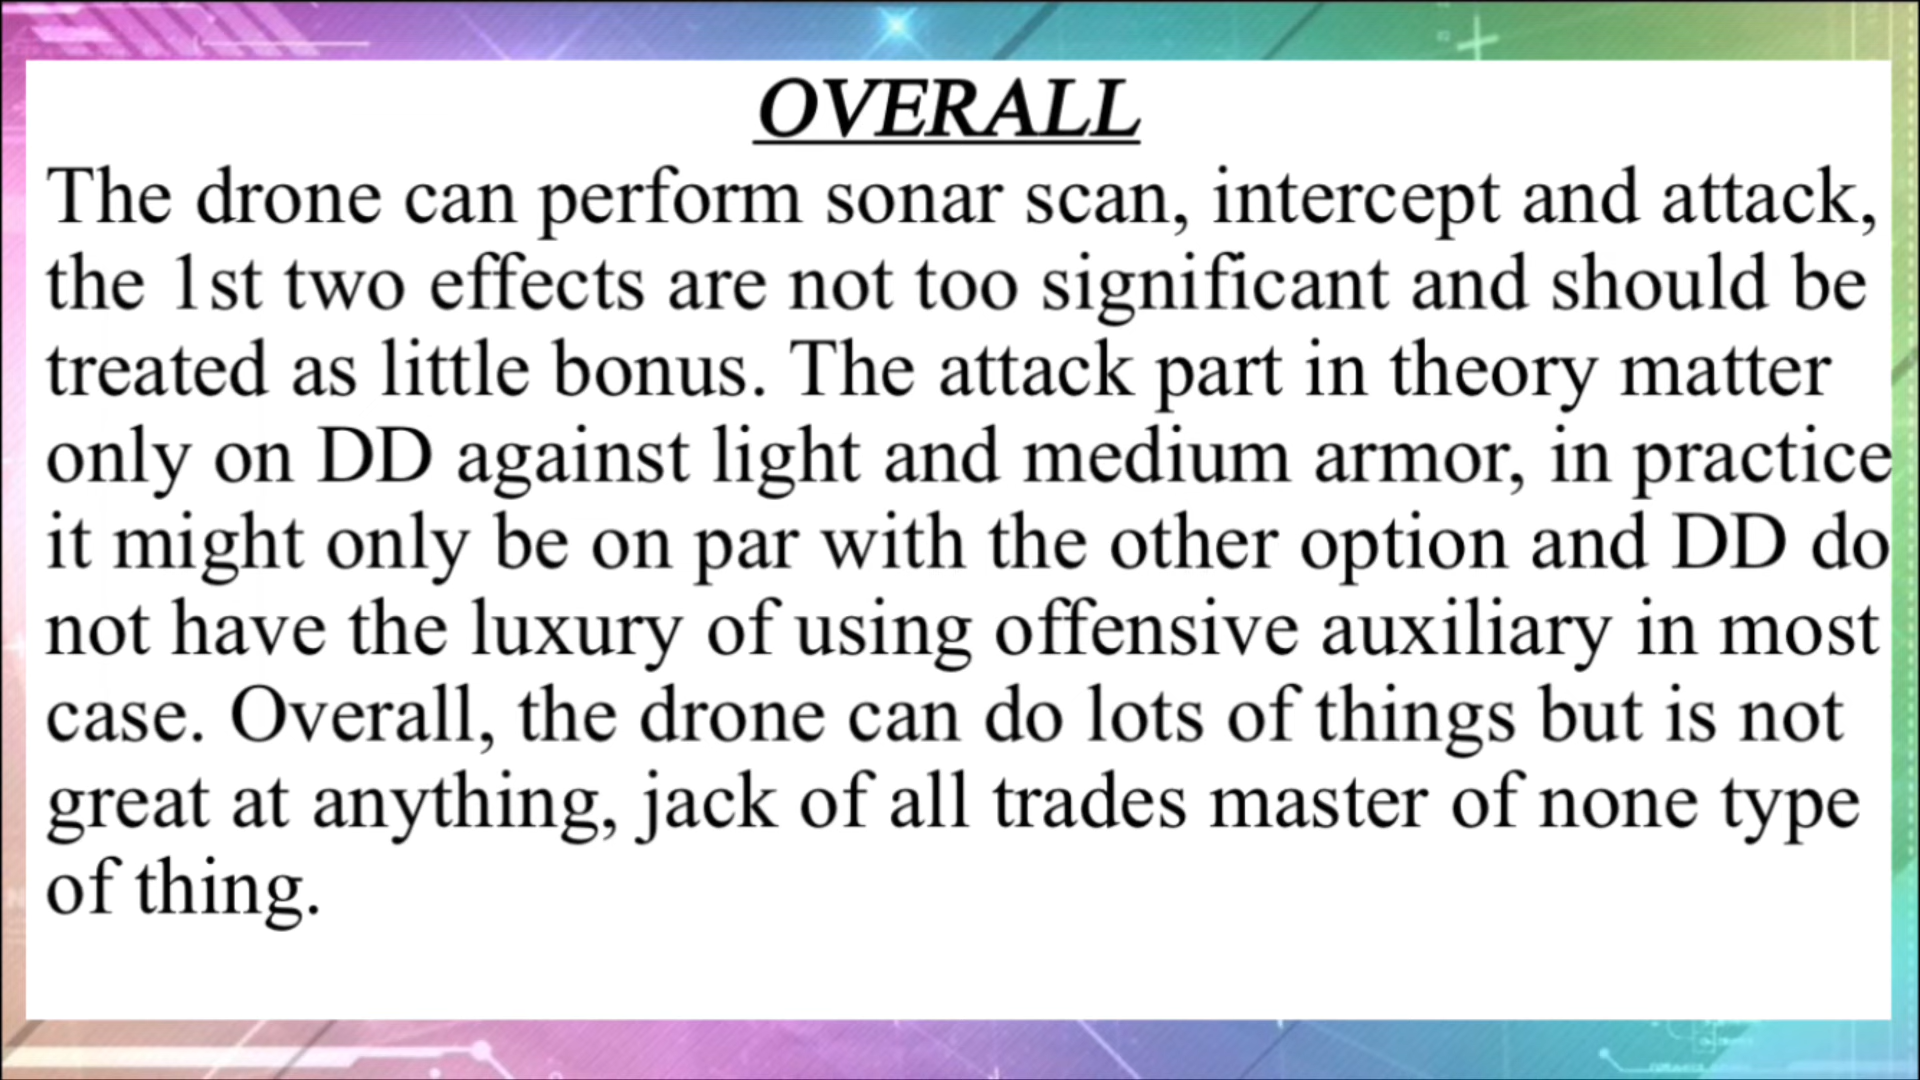 OVERALL
The drone can perform sonar scan, intercept and attack,
the 1st two effects are not too significant and should be
treated as little bonus. The attack part in theory matter
only on DD against light and medium armor, in practice
it might only be on par with the other option and DD do
not have the luxury of using offensive auxiliary in most
case. Overall, the drone can do lots of things but is not
great at anything, jack of all trades master of none type
of thing.